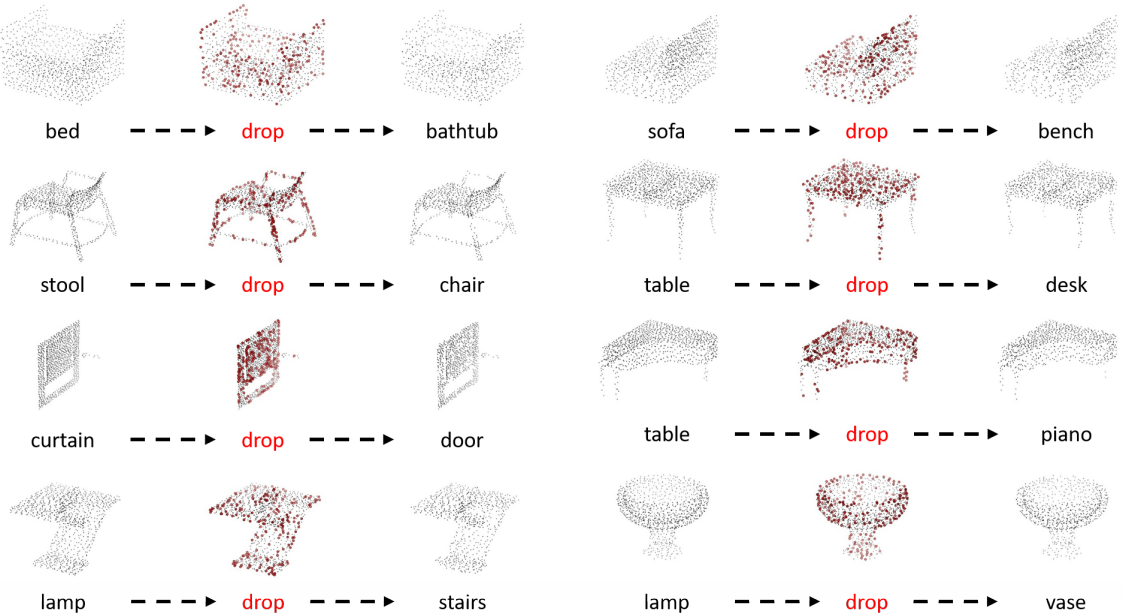 bed drop bathtub
sofa drop bench
stool drop chair
table drop desk
curtain drop door
table drop piano
lamp drop stairs
lamp drop vase